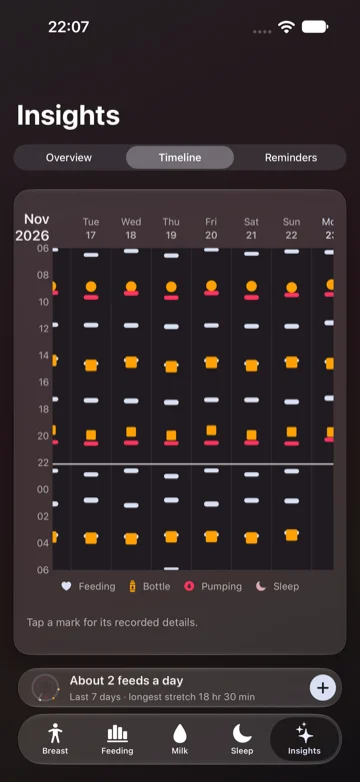 22:07
Insights
Overview Timeline Reminders
Nov
2026
Tue Wed Thu Fri Sat Sun Mo
17 18 19 20 21 22 23
06
08
10
12
14
16
18
20
22
00
02
04
06
Feeding Bottle Pumping Sleep
Tap a mark for its recorded details.
About 2 feeds a day
Last 7 days · longest stretch 18 hr 30 min
Breast Feeding Milk Sleep Insights